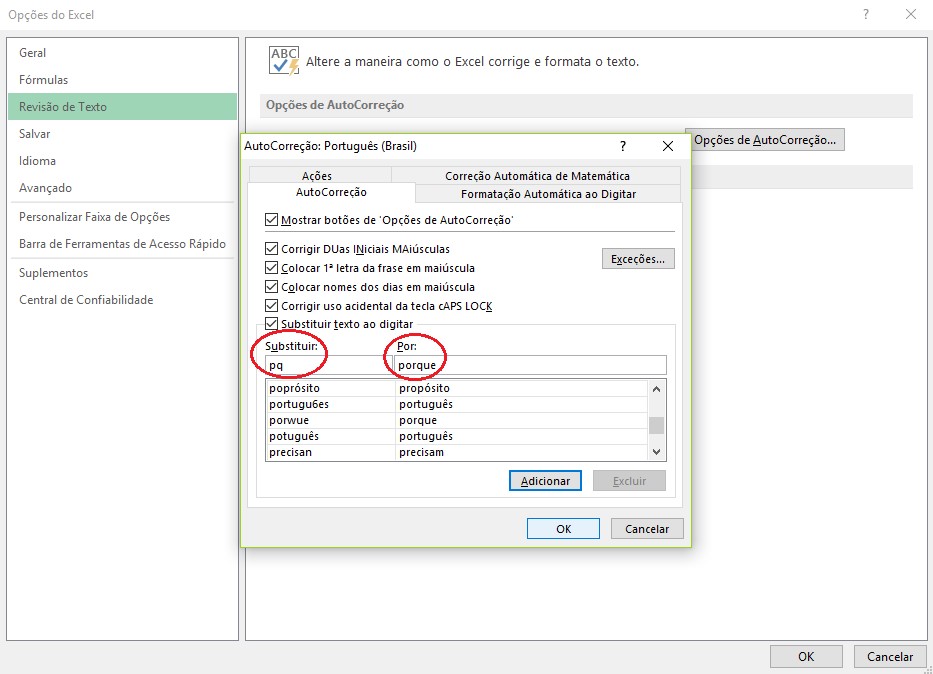 Opções do Excel
?
Geral
Fórmulas
Revisão de Texto
Salvar
Idioma
Avançado
Personalizar Faixa de Opções
Barra de Ferramentas de Acesso Rápido
Suplementos
Central de Confiabilidade
ABC Altere a maneira como o Excel corrige e formata o texto.
Opções de AutoCorreção
Opções de AutoCorreção...
AutoCorreção: Português (Brasil) ?
Ações Correção Automática de Matemática
AutoCorreção Formatação Automática ao Digitar
Mostrar botões de 'Opções de AutoCorreção'
Corrigir DUas INiciais MAiúsculas
Exceções...
Colocar 1ª letra da frase em maiúscula
Colocar nomes dos dias em maiúscula
Corrigir uso acidental da tecla cAPS LOCK
Substituir texto ao digitar
Substituir: Por:
pq porque
poprósito propósito
portugu6es português
porwue porque
potuguês português
precisan precisam
Adicionar Excluir
OK Cancelar
OK Cancelar